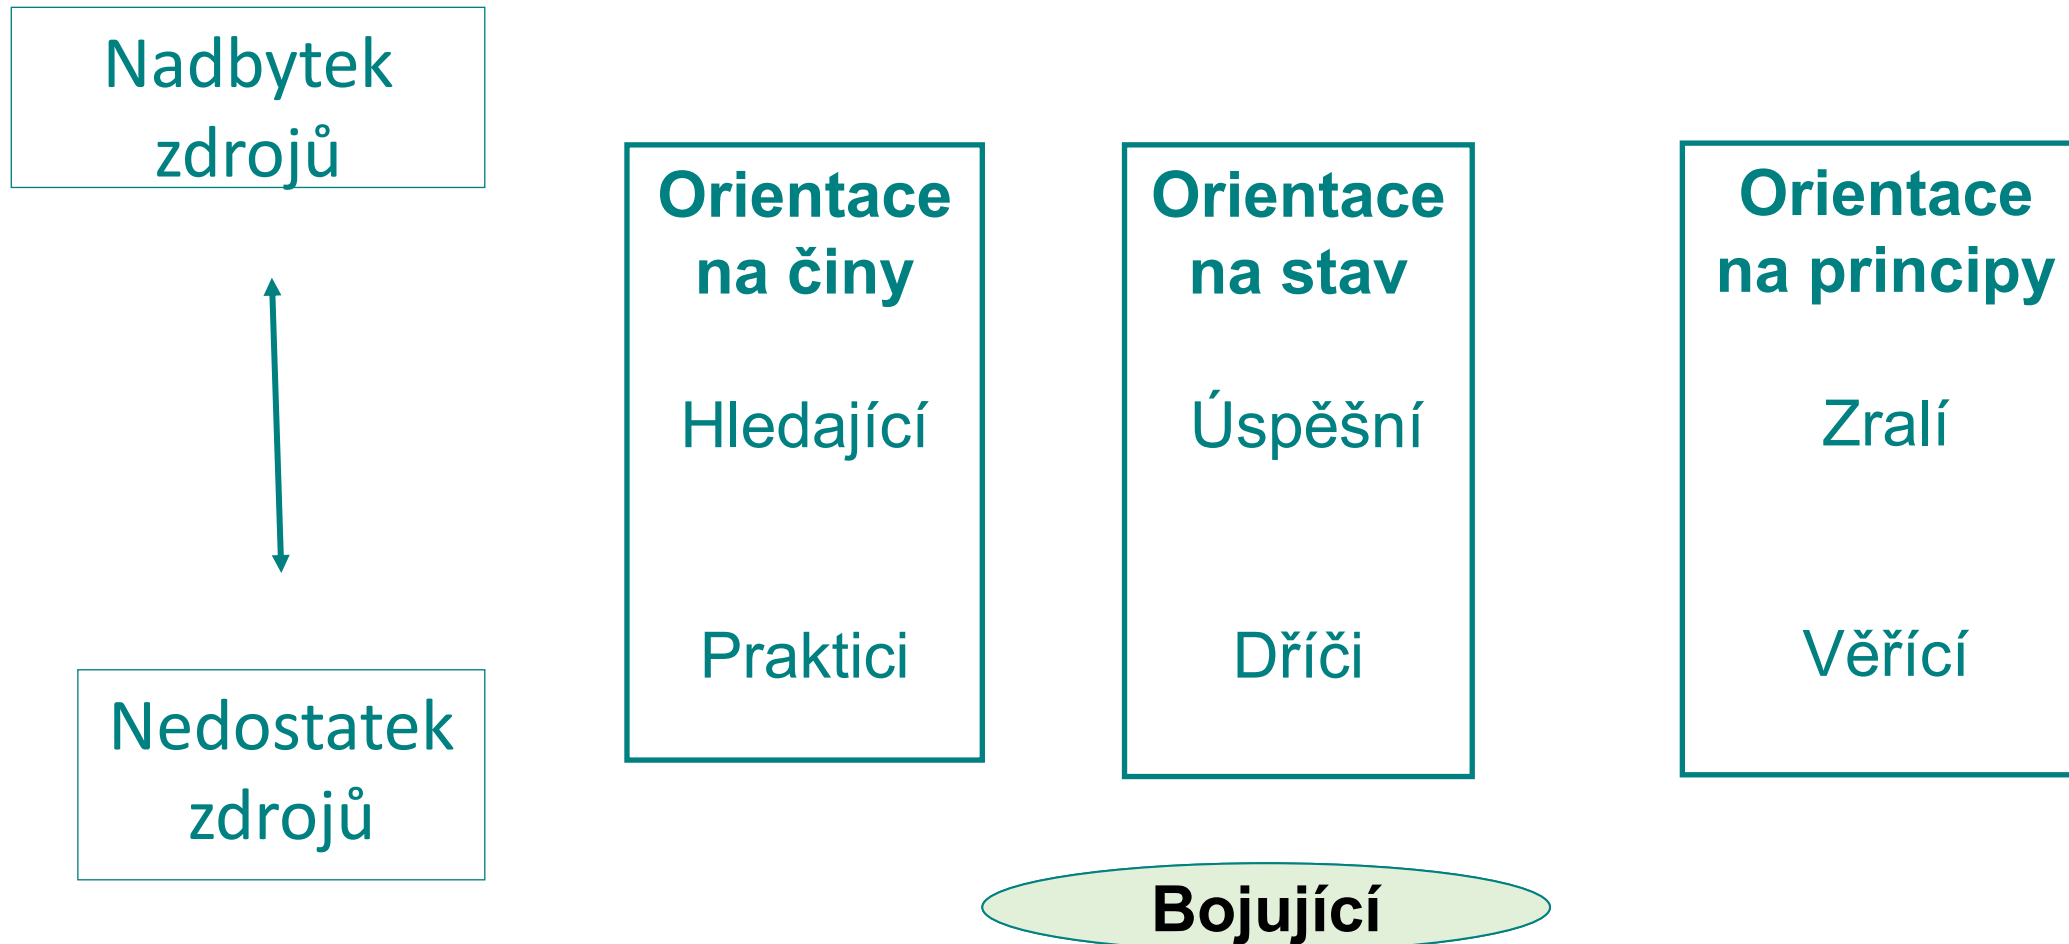 Nadbytek
zdrojů
Nedostatek
zdrojů
Orientace
na činy
Hledající
Praktici
Orientace
na stav
Úspěšní
Dříči
Orientace
na principy
Zralí
Věřící
Bojující